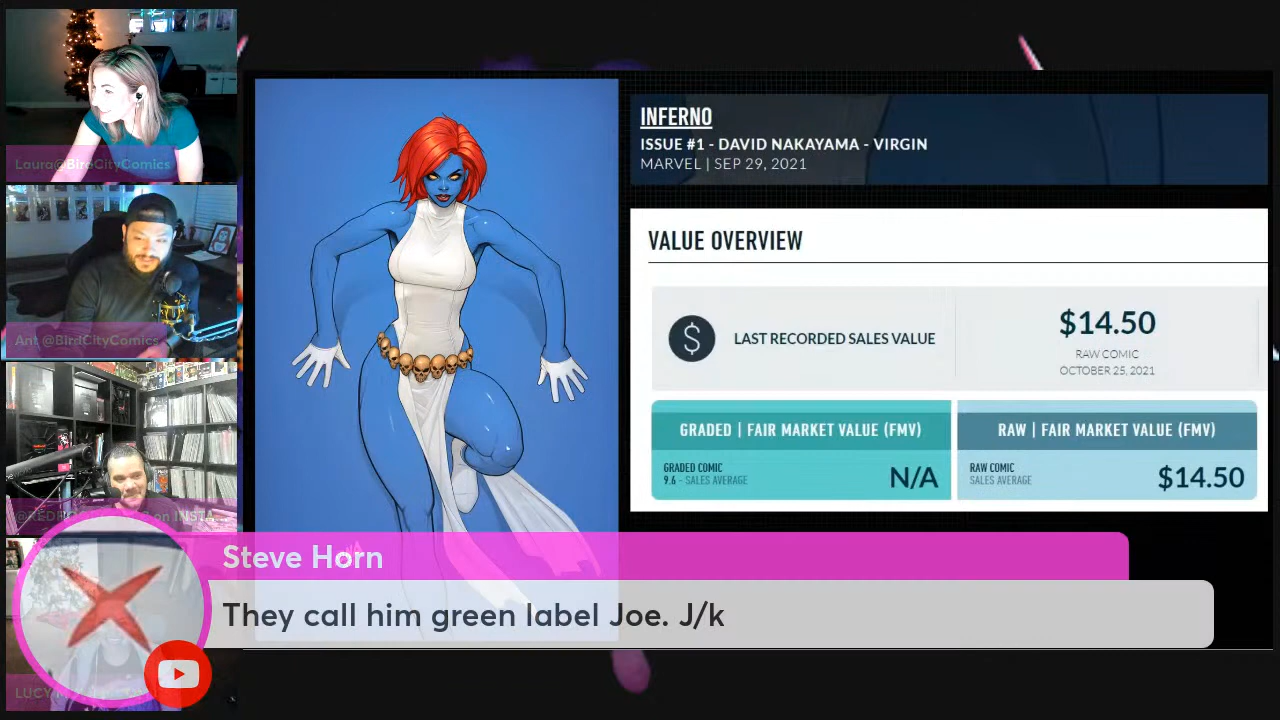 Laura@BirdCityComics
Ant @BirdCityComics
on INSTA
LUCY
INFERNO
ISSUE #1 - DAVID NAKAYAMA - VIRGIN
MARVEL | SEP 29, 2021
VALUE OVERVIEW
$
LAST RECORDED SALES VALUE
$14.50
RAW COMIC
OCTOBER 25, 2021
GRADED | FAIR MARKET VALUE (FMV)
GRADED COMIC
9.6 - SALES AVERAGE
N/A
RAW | FAIR MARKET VALUE (FMV)
RAW COMIC
SALES AVERAGE
$14.50
Steve Horn
They call him green label Joe. J/k